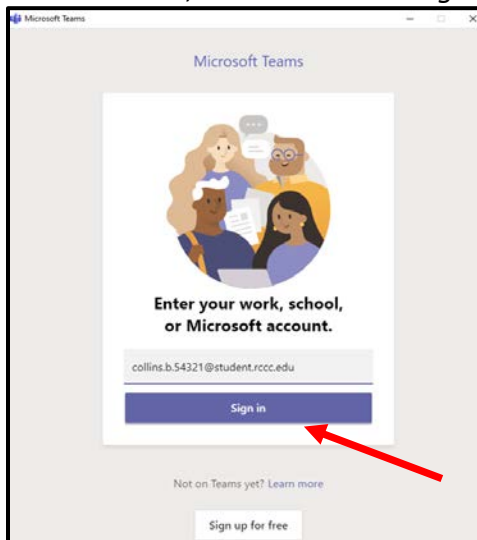 Microsoft Teams
Microsoft Teams
Enter your work, school,
or Microsoft account.
collins.b.54321@student.rccc.edu
Sign in
Not on Teams yet? Learn more
Sign up for free